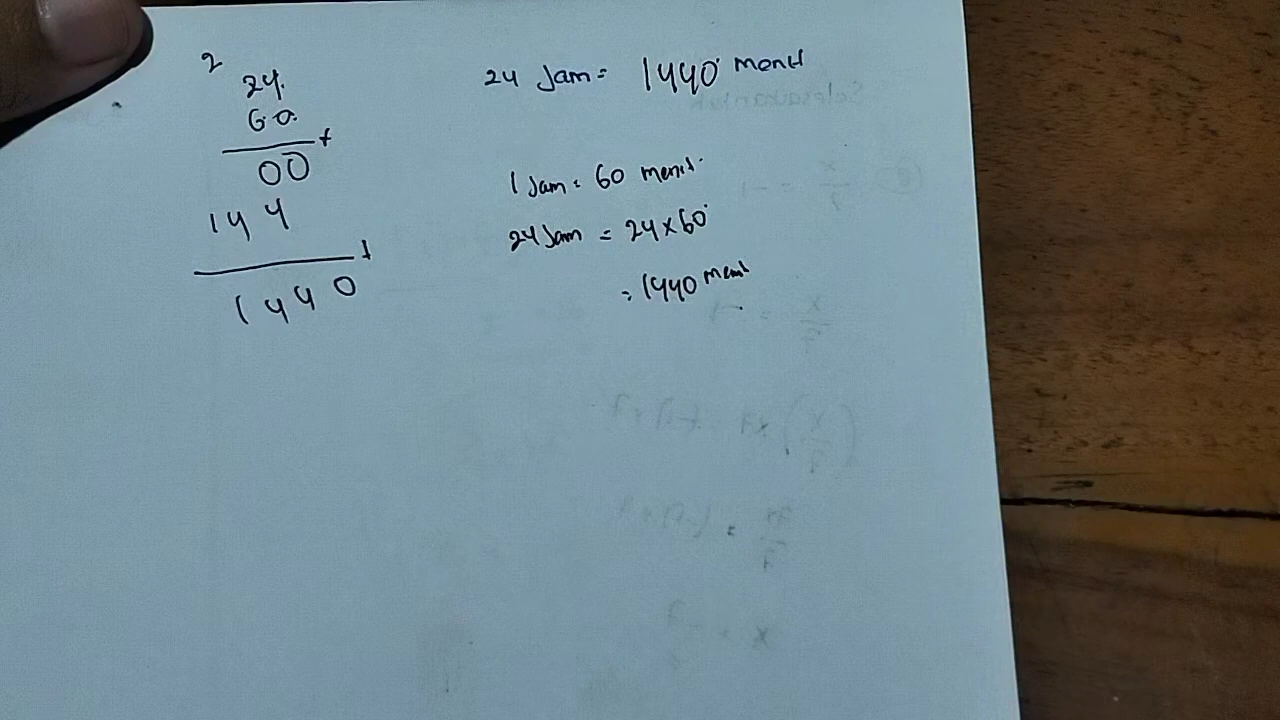 2
24.
60.
+
00
144
+
1440
24 Jam = 1440 menit
1 Jam = 60 menit.
24 Jam = 24 x 60
= 1440 menit